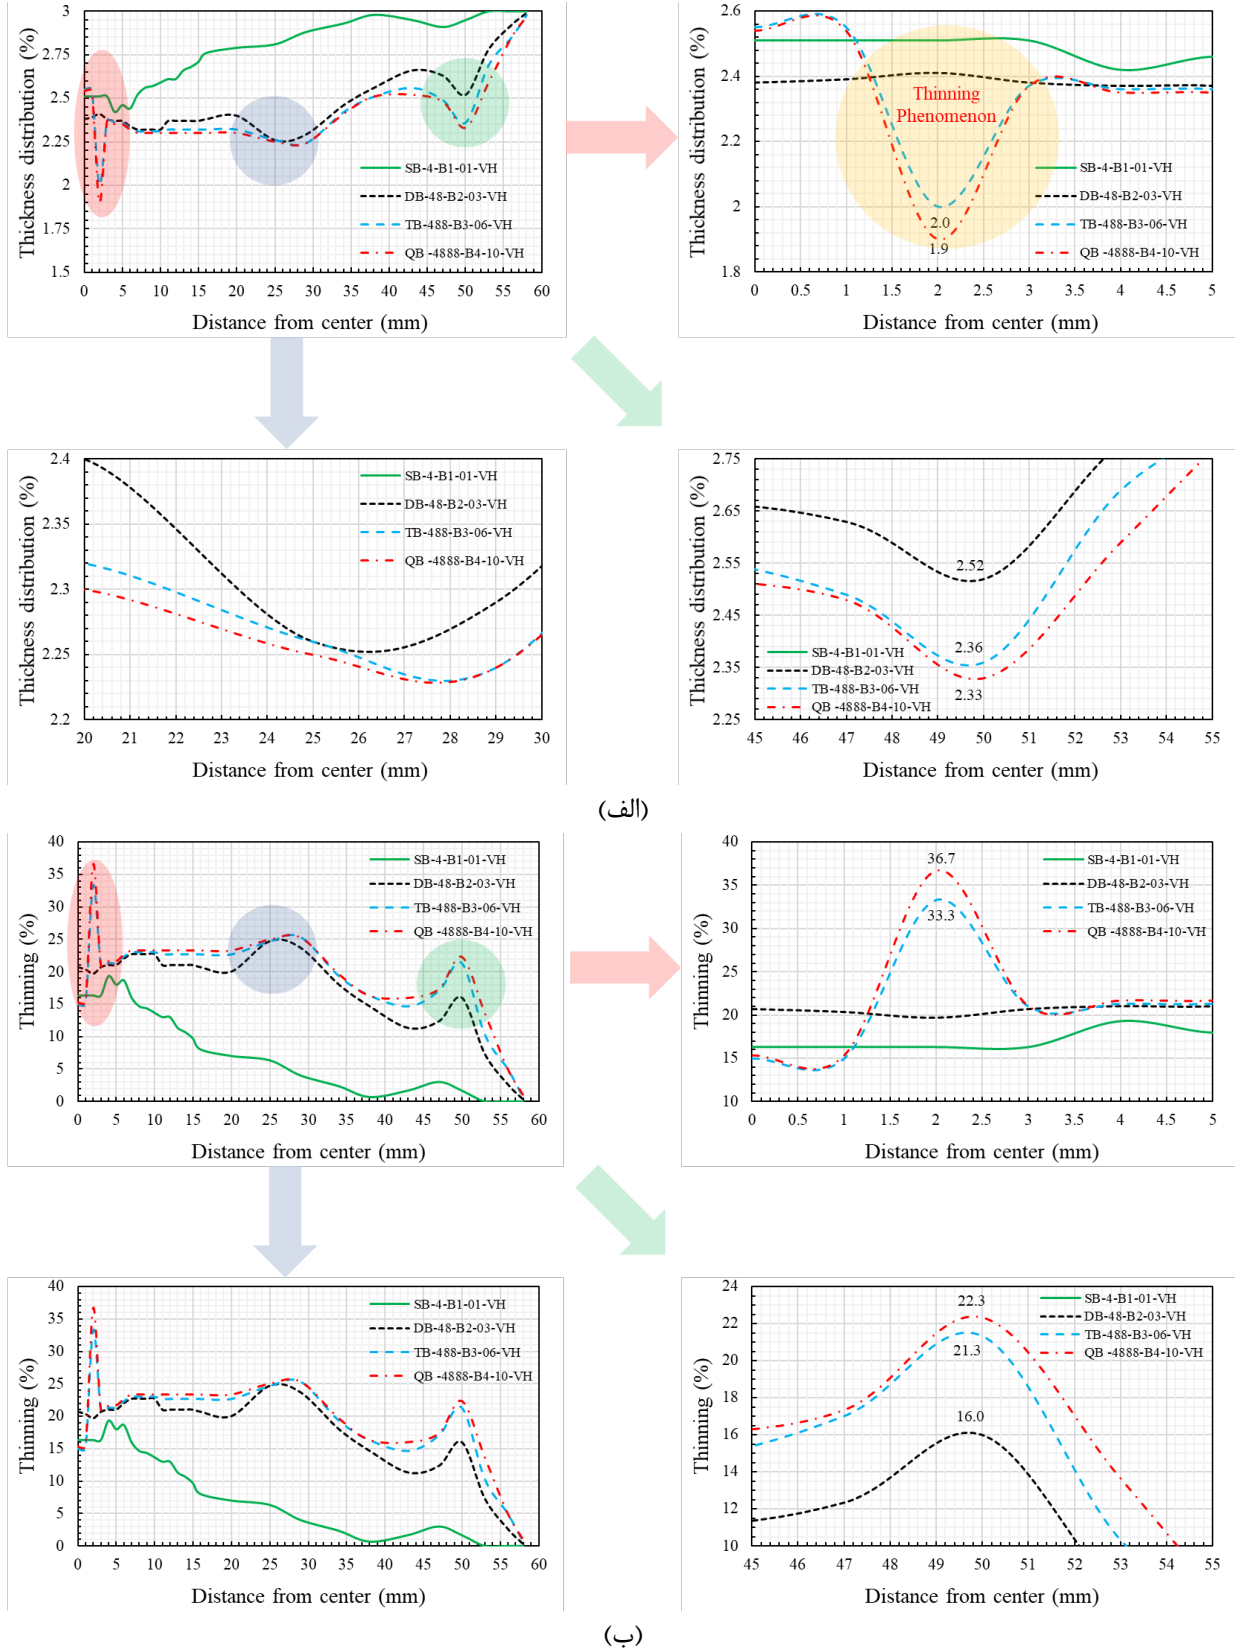 Thickness distribution (%)
3
2.75
2.5
2.25
2
1.75
1.5
0 5 10 15 20 25 30 35 40 45 50 55 60
Distance from center (mm)
SB-4-B1-01-VH
DB-48-B2-03-VH
TB-488-B3-06-VH
QB -4888-B4-10-VH
Thickness distribution (%)
2.6
2.4
2.2
2
1.8
0 0.5 1 1.5 2 2.5 3 3.5 4 4.5 5
Distance from center (mm)
Thinning
Phenomenon
SB-4-B1-01-VH
DB-48-B2-03-VH
TB-488-B3-06-VH
QB -4888-B4-10-VH
2.0
1.9
Thickness distribution (%)
2.4
2.35
2.3
2.25
2.2
20 21 22 23 24 25 26 27 28 29 30
Distance from center (mm)
SB-4-B1-01-VH
DB-48-B2-03-VH
TB-488-B3-06-VH
QB -4888-B4-10-VH
Thickness distribution (%)
2.75
2.65
2.55
2.45
2.35
2.25
45 46 47 48 49 50 51 52 53 54 55
Distance from center (mm)
2.52
2.36
2.33
SB-4-B1-01-VH
DB-48-B2-03-VH
TB-488-B3-06-VH
QB -4888-B4-10-VH
(الف)
Thinning (%)
40
35
30
25
20
15
10
5
0
0 5 10 15 20 25 30 35 40 45 50 55 60
Distance from center (mm)
SB-4-B1-01-VH
DB-48-B2-03-VH
TB-488-B3-06-VH
QB -4888-B4-10-VH
Thinning (%)
40
35
30
25
20
15
10
0 0.5 1 1.5 2 2.5 3 3.5 4 4.5 5
Distance from center (mm)
36.7
33.3
SB-4-B1-01-VH
DB-48-B2-03-VH
TB-488-B3-06-VH
QB -4888-B4-10-VH
Thinning (%)
40
35
30
25
20
15
10
5
0
0 5 10 15 20 25 30 35 40 45 50 55 60
Distance from center (mm)
SB-4-B1-01-VH
DB-48-B2-03-VH
TB-488-B3-06-VH
QB -4888-B4-10-VH
Thinning (%)
24
22
20
18
16
14
12
10
45 46 47 48 49 50 51 52 53 54 55
Distance from center (mm)
22.3
21.3
16.0
SB-4-B1-01-VH
DB-48-B2-03-VH
TB-488-B3-06-VH
QB -4888-B4-10-VH
(ب)